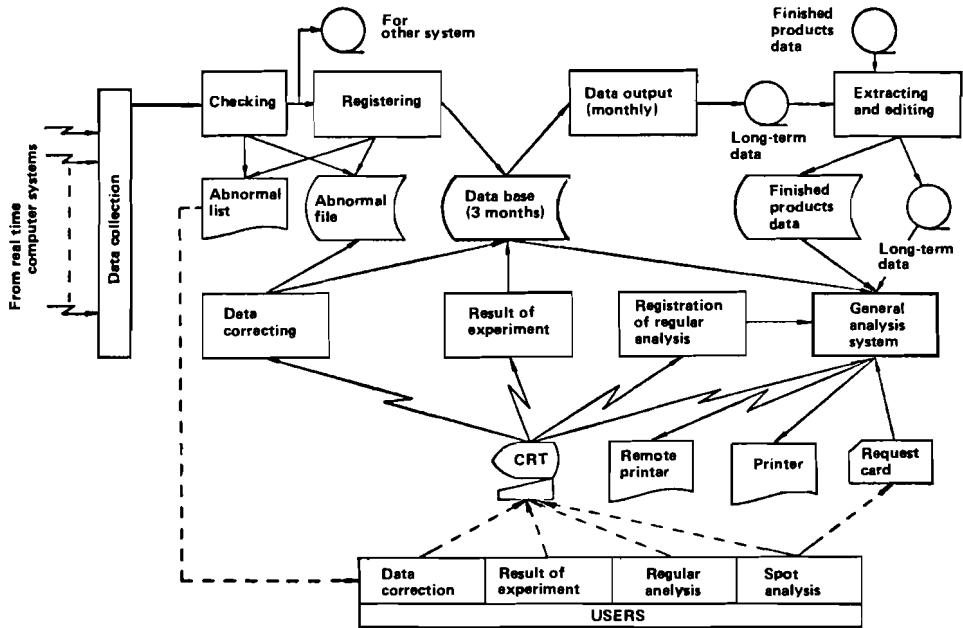 For
other system
Finished
products data
Checking
Registering
Data output
(monthly)
Long-term
data
Extracting
and editing
From real time
computer systems
Data collection
Abnormal
list
Abnormal
file
Data base
(3 months)
Finished
products
data
Long-term
data
Data
correcting
Result of
experiment
Registration
of regular
analysis
General
analysis
system
CRT
Remote
printer
Printer
Request
card
Data
correction
Result of
experiment
Regular
anelysis
Spot
analysis
USERS